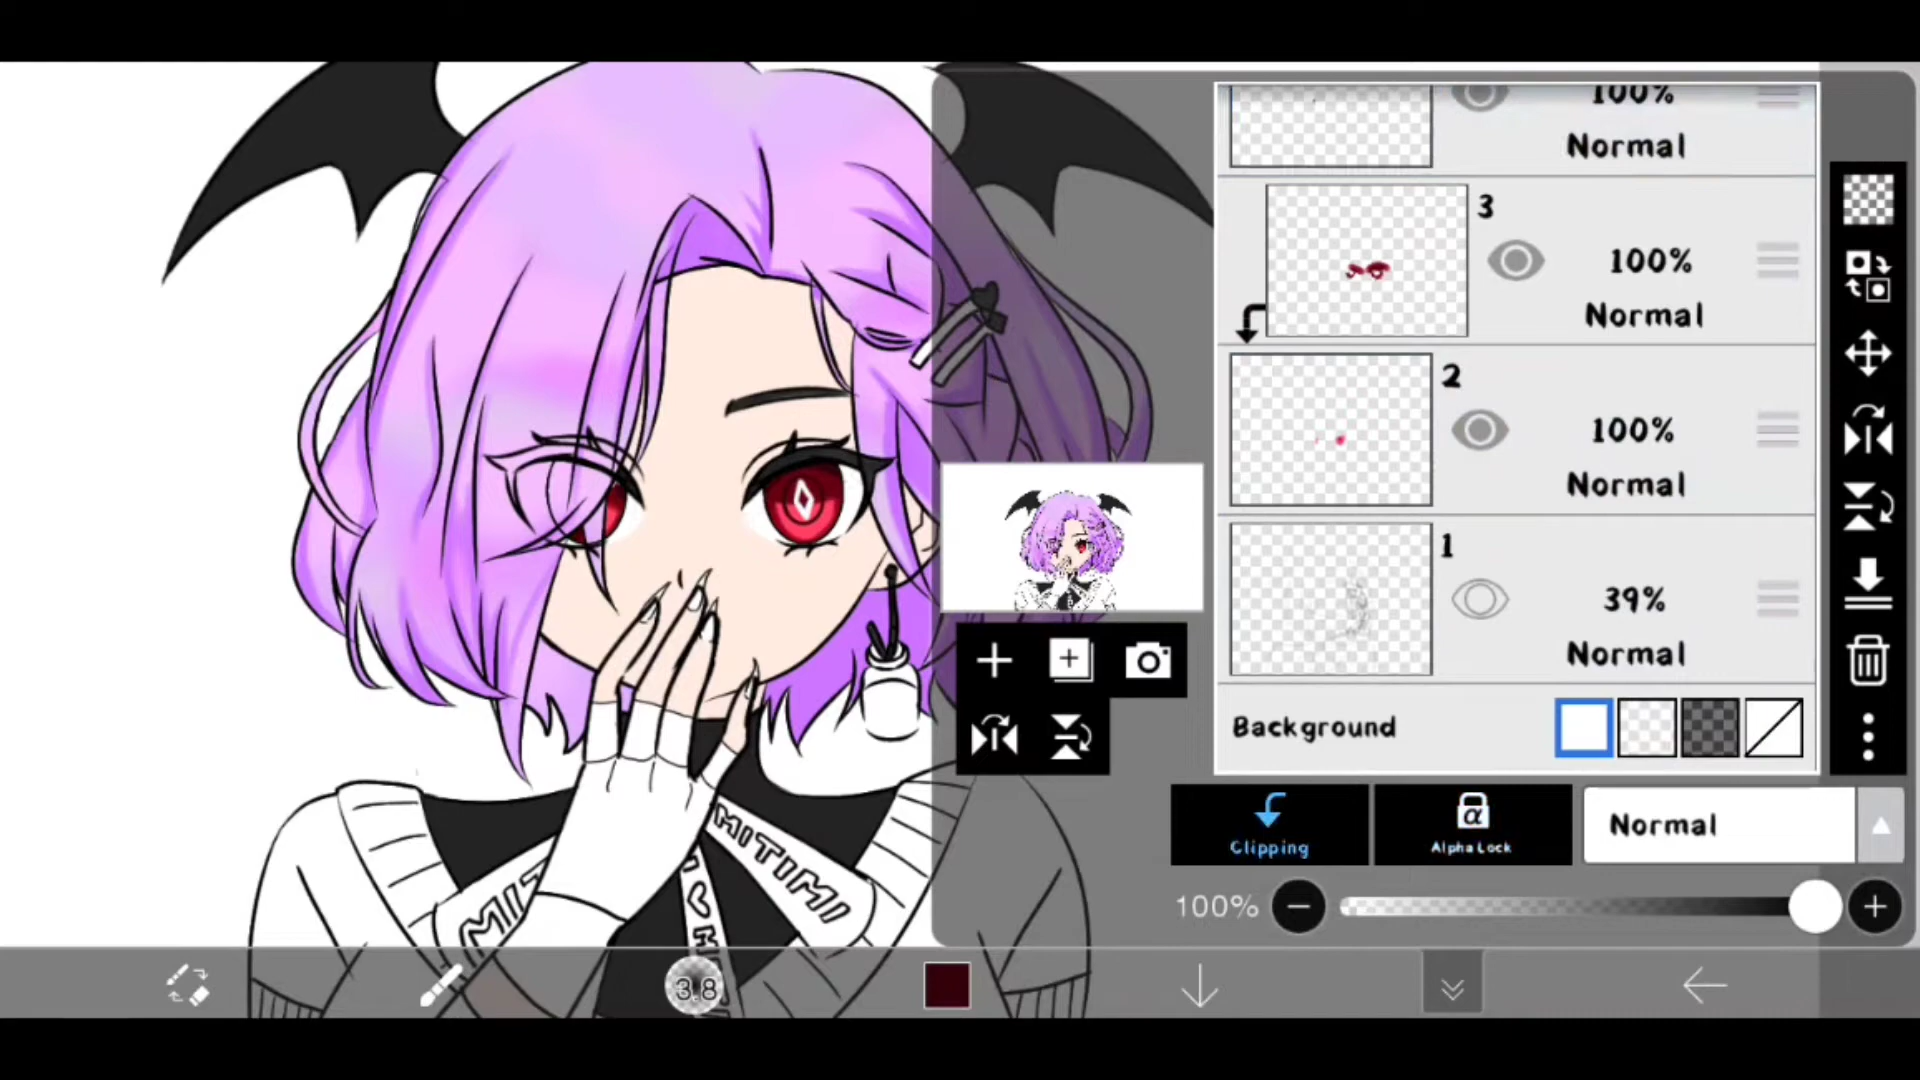 100%
Normal
3
100%
Normal
2
100%
Normal
1
39%
Normal
Background
Clipping
α
Alpha Lock
Normal
100%
MITIMI
MIT
3.8